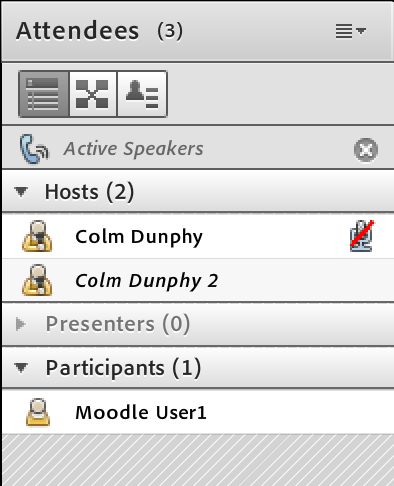 Attendees (3)
Active Speakers
Hosts (2)
Colm Dunphy
Colm Dunphy 2
Presenters (0)
Participants (1)
Moodle User1